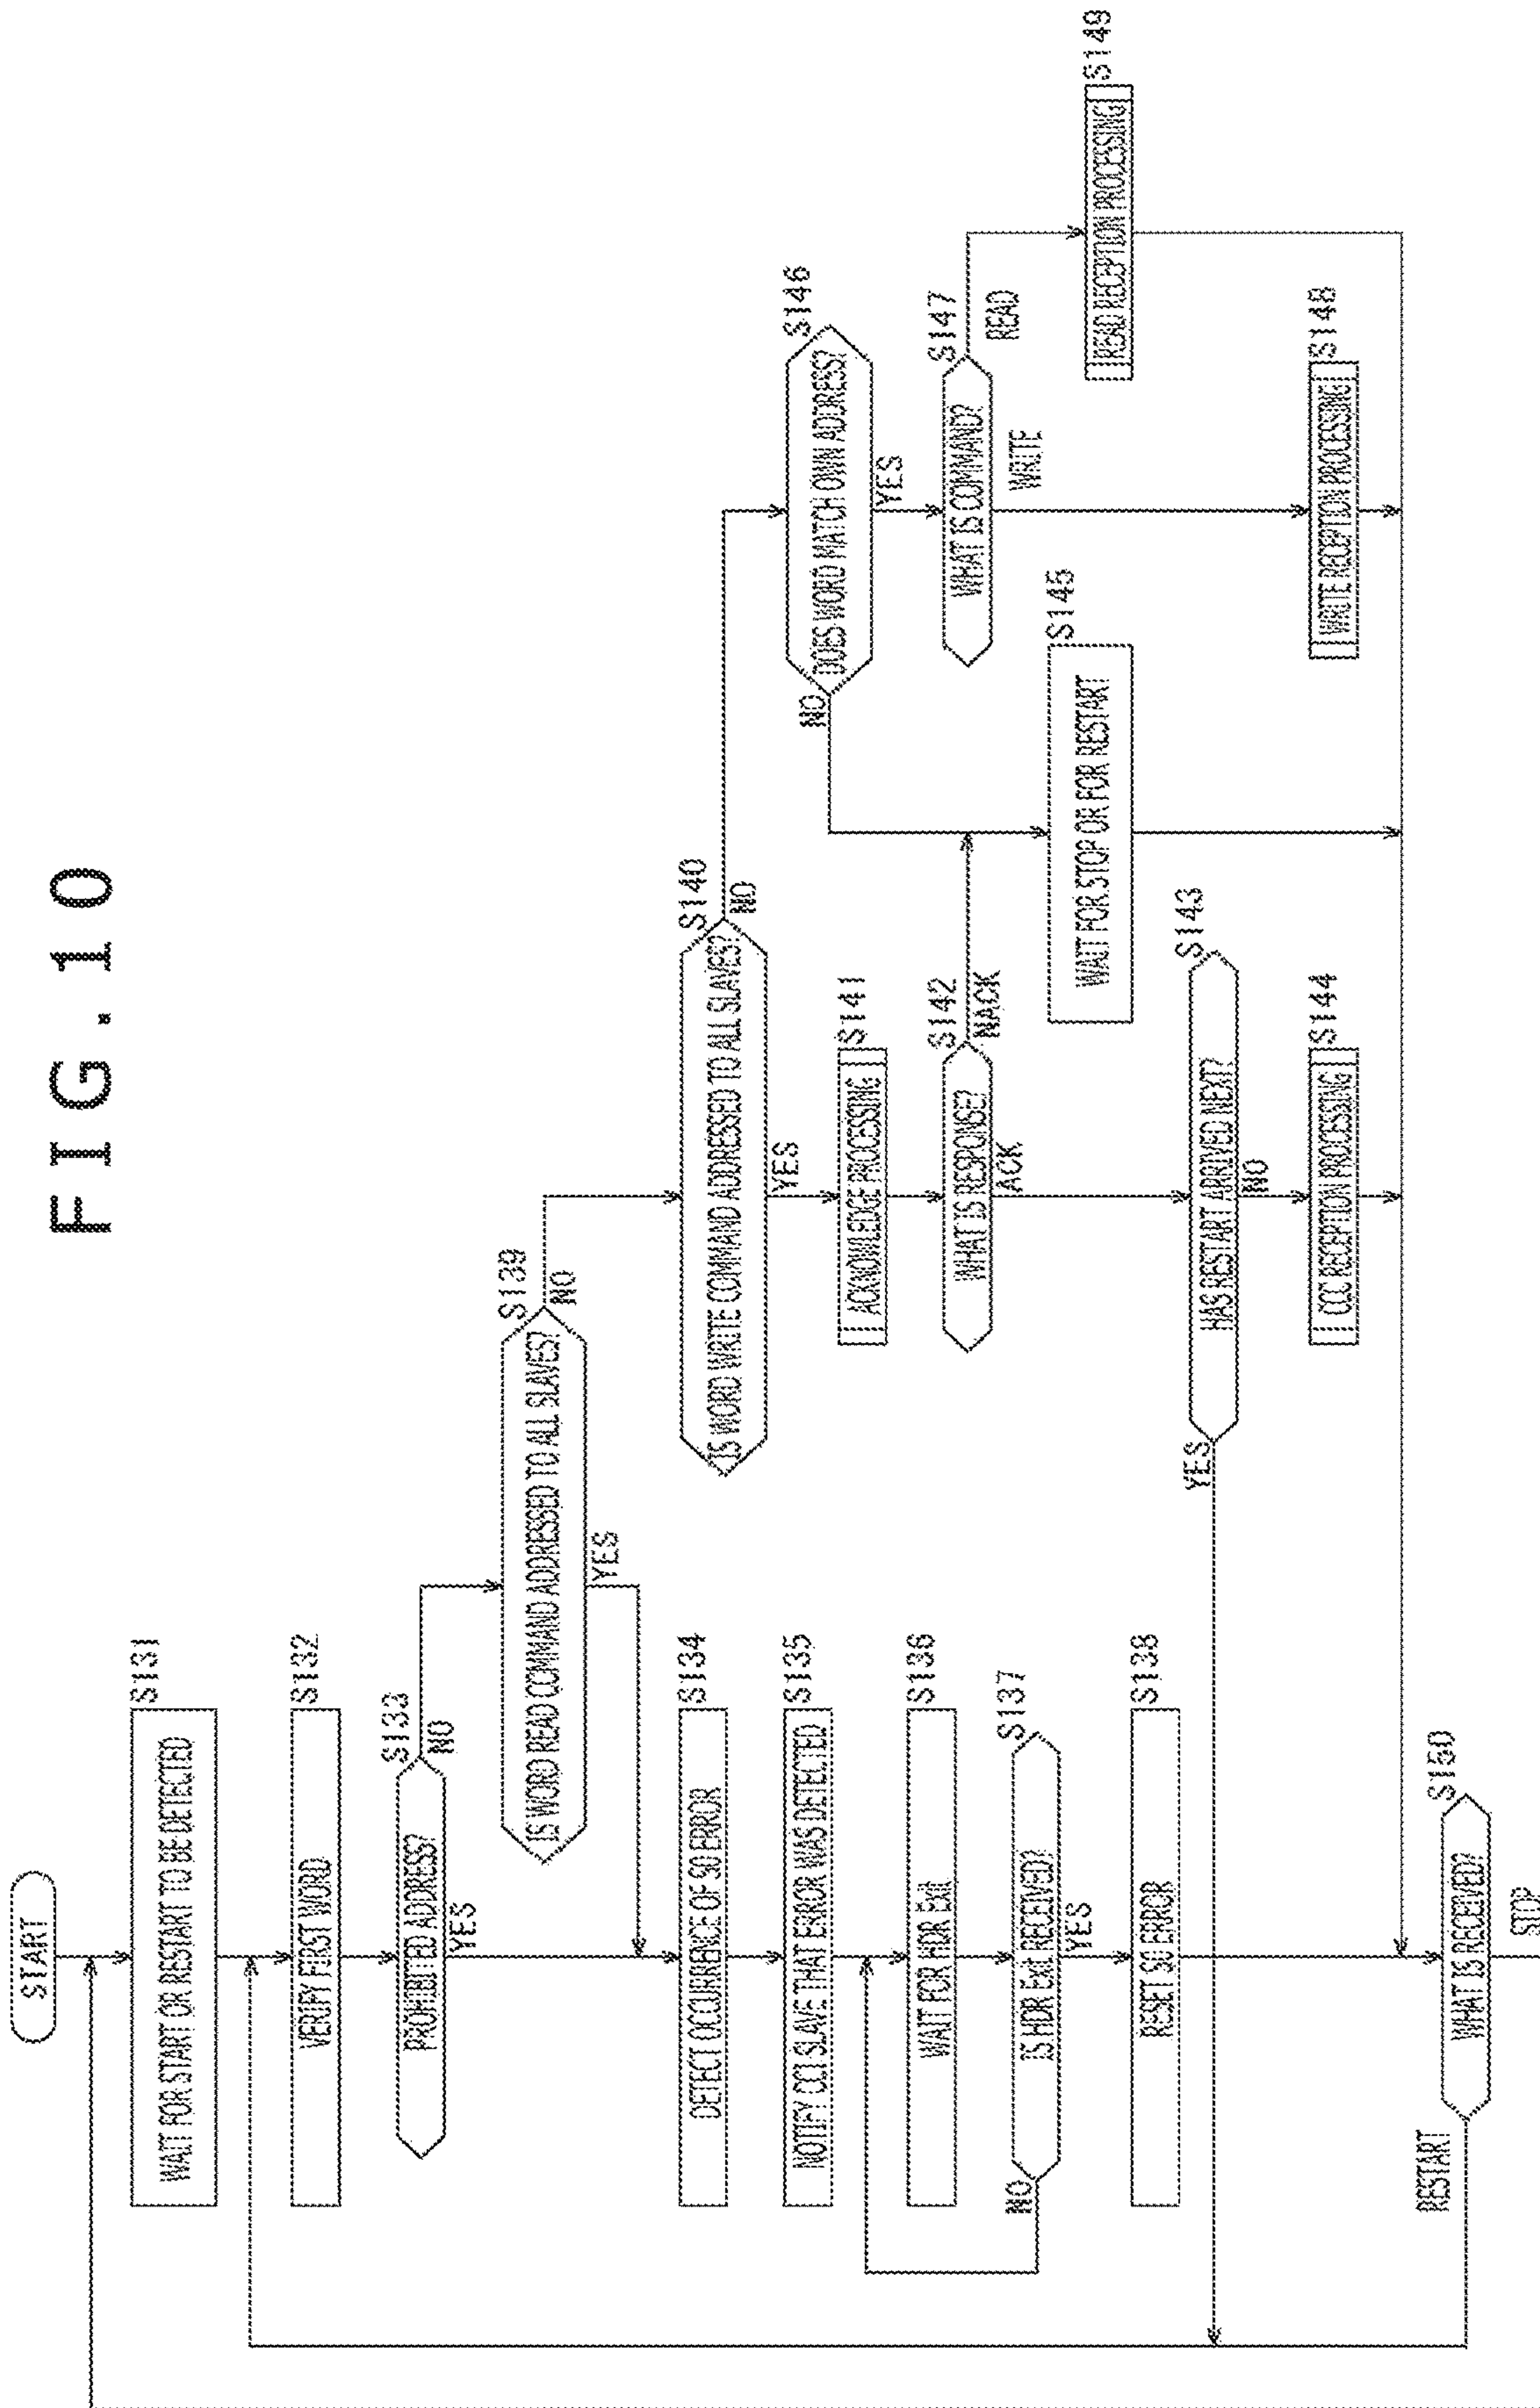 FIG.10
START
WAIT FOR START OR RESTART TO BE DETECTED
S131
VERIFY FIRST WORD
S132
PROHIBITED ADDRESS?
S133
NO
YES
IS WORD READ COMMAND ADDRESSED TO ALL SLAVES?
S139
NO
YES
DETECT OCCURRENCE OF S0 ERROR
S134
NOTIFY CCI SLAVE THAT ERROR WAS DETECTED
S135
WAIT FOR HDR Exit
S136
IS HDR Exit RECEIVED?
S137
NO
YES
RESET S0 ERROR
S138
IS WORD WRITE COMMAND ADDRESSED TO ALL SLAVES?
S140
NO
YES
ACKNOWLEDGE PROCESSING
S141
WHAT IS RESPONSE?
S142
NACK
ACK
HAS RESTART ARRIVED NEXT?
S143
YES
NO
CCC RECEPTION PROCESSING
S144
WAIT FOR STOP OR FOR RESTART
S145
DOES WORD MATCH OWN ADDRESS?
S146
NO
YES
WHAT IS COMMAND?
S147
READ
WRITE
WRITE RECEPTION PROCESSING
S148
READ RECEPTION PROCESSING
S149
WHAT IS RECEIVED?
S150
RESTART
STOP